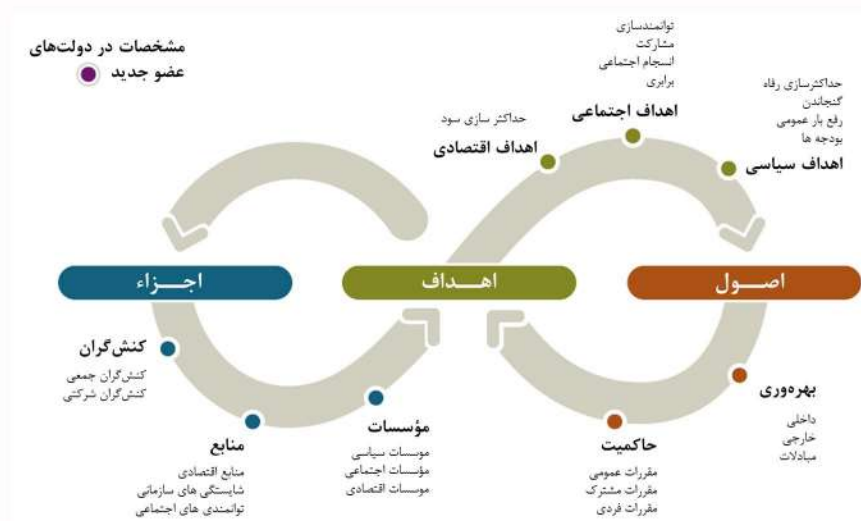 مشخصات در دولت‌های
عضو جدید
توانمندسازی
مشارکت
انسجام اجتماعی
برابری
اهداف اجتماعی
حداکثرسازی رفاه
گنجاندن
رفع بار عمومی
بودجه ها
اهداف سیاسی
حداکثر سازی سود
اهداف اقتصادی
اصـــول
اهـــداف
اجـــزاء
کنش‌گران
کنش‌گران جمعی
کنش‌گران شرکتی
منابع
منابع اقتصادی
شایستگی های سازمانی
توانمندی های اجتماعی
مؤسسات
موسسات سیاسی
مؤسسات اجتماعی
موسسات اقتصادی
حاکمیت
مقررات عمومی
مقررات مشترک
مقررات فردی
بهره‌وری
داخلی
خارجی
مبادلات